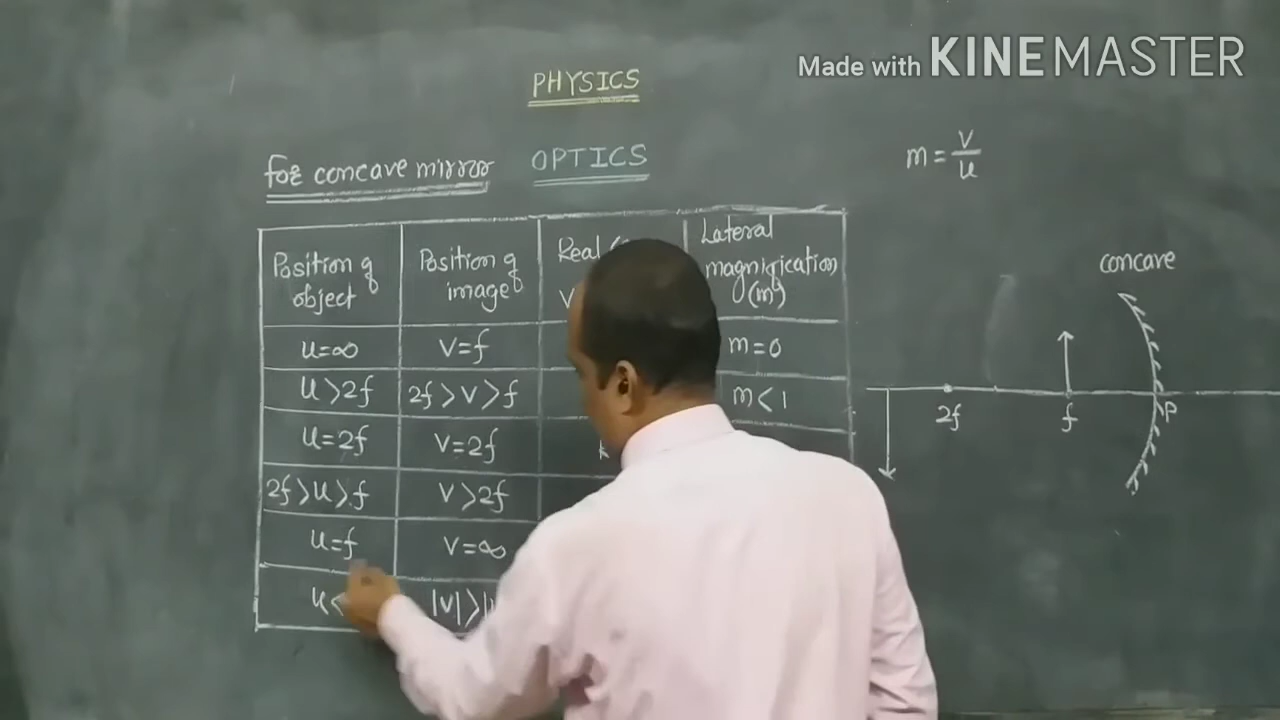 Made with KINEMASTER
PHYSICS
OPTICS
for concave mirror
m = v/u
Position of object
Position of image
Real
Lateral magnification (m)
u=∞
v=f
m=0
u>2f
2f>v>f
m<1
u=2f
v=2f
2f>u>f
v>2f
u=f
v=∞
u<
|v|>
concave
2f
f
P